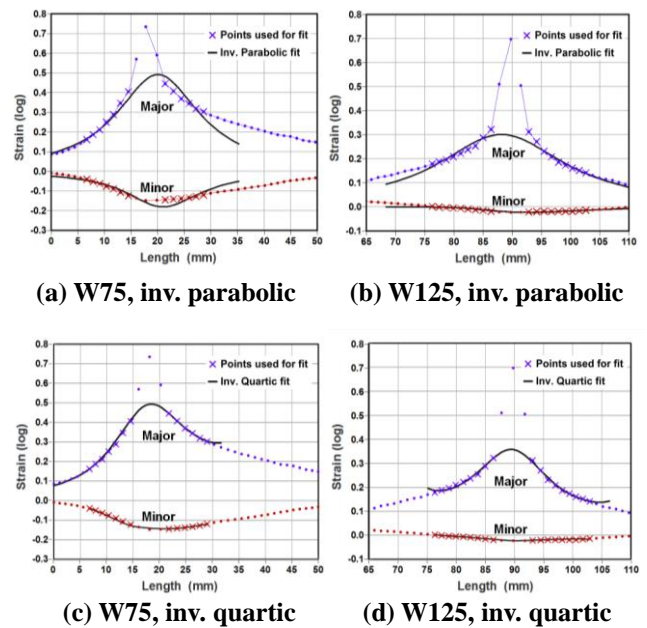 0.8
0.7
0.6
0.5
0.4
0.3
0.2
0.1
0.0
-0.1
-0.2
-0.3
Strain (log)
× Points used for fit
— Inv. Parabolic fit
Major
Minor
0 5 10 15 20 25 30 35 40 45 50
Length (mm)
(a) W75, inv. parabolic
0.8
0.7
0.6
0.5
0.4
0.3
0.2
0.1
0.0
-0.1
Strain (log)
× Points used for fit
— Inv. Parabolic fit
Major
Minor
65 70 75 80 85 90 95 100 105 110
Length (mm)
(b) W125, inv. parabolic
0.8
0.7
0.6
0.5
0.4
0.3
0.2
0.1
0.0
-0.1
-0.2
-0.3
Strain (log)
× Points used for fit
— Inv. Quartic fit
Major
Minor
0 5 10 15 20 25 30 35 40 45 50
Length (mm)
(c) W75, inv. quartic
0.8
0.7
0.6
0.5
0.4
0.3
0.2
0.1
0.0
-0.1
Strain (log)
× Points used for fit
— Inv. Quartic fit
Major
Minor
65 70 75 80 85 90 95 100 105 110
Length (mm)
(d) W125, inv. quartic